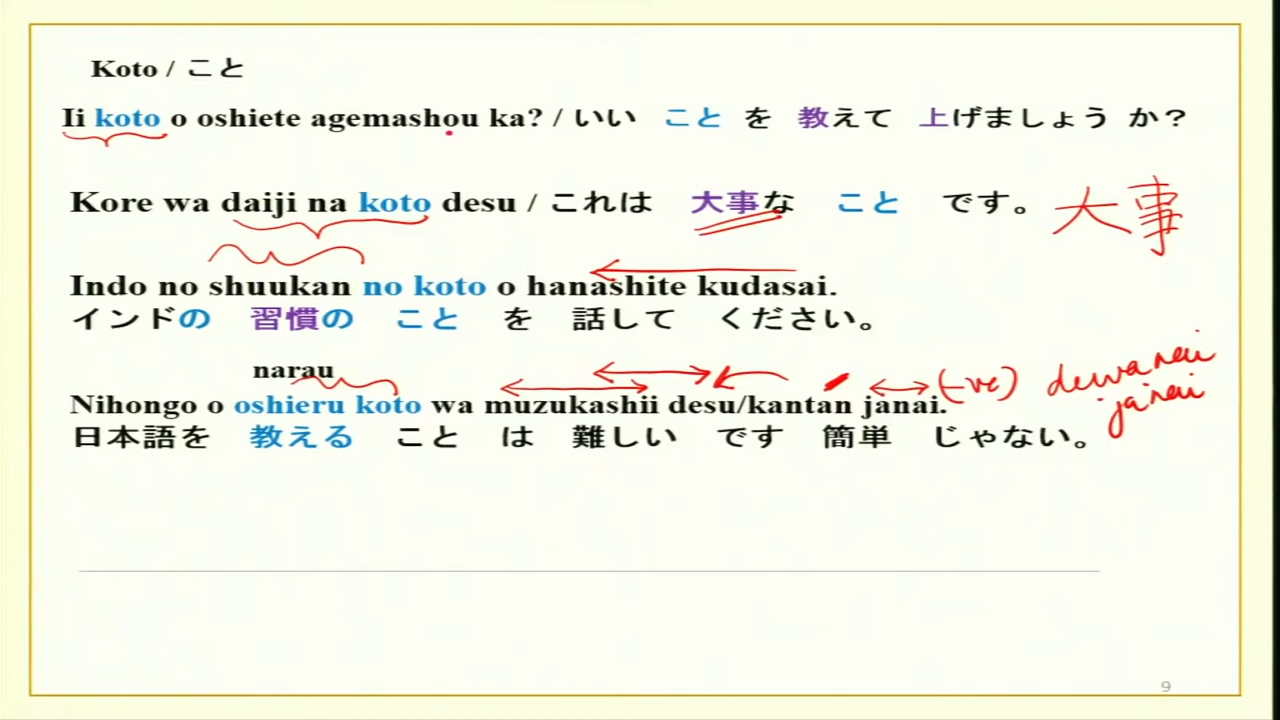 Koto / こと
Ii koto o oshiete agemashou ka? / いい こと を 教えて 上げましょう か?
Kore wa daiji na koto desu / これは 大事な こと です。 大事
Indo no shuukan no koto o hanashite kudasai.
インドの 習慣の こと を 話して ください。
narau
(-ve) dewa nai
ja nai
Nihongo o oshieru koto wa muzukashii desu/kantan janai.
日本語を 教える こと は 難しい です 簡単 じゃない。
9